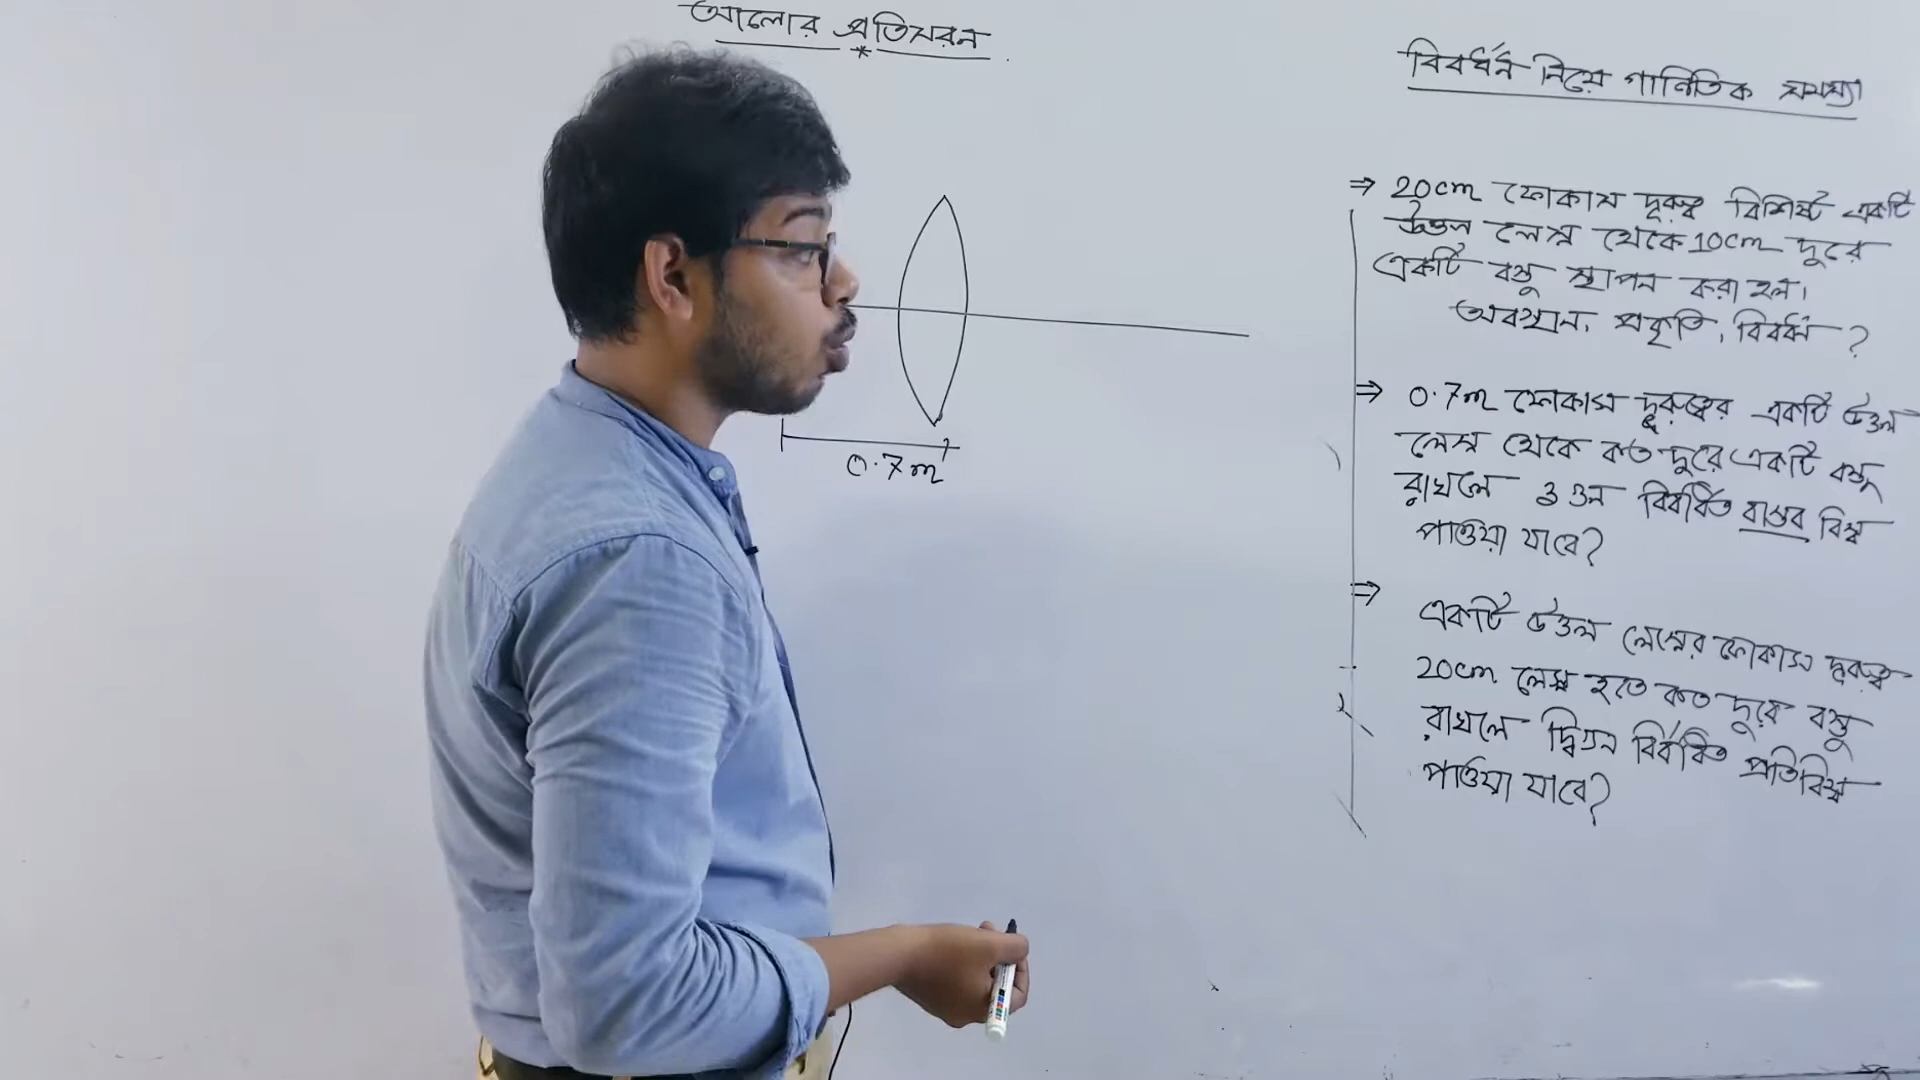 আলোর প্রতিসরন
বিবর্ধন নিয়ে গানিতিক সমস্যা
⇒ 20cm ফোকাস দূরত্ব বিশিষ্ট একটি
উত্তল লেন্স থেকে 10cm দুরে
একটি বস্তু স্থাপন করা হল।
অবস্থান, প্রকৃতি, বিবর্ধন ?
⇒ 0.7m ফোকাস দূরত্বের একটি উত্তল
লেন্স থেকে কত দুরে একটি বস্তু
রাখলে ৩ গুন বিবর্ধিত বাস্তব বিম্ব
পাওয়া যাবে?
⇒ একটি উত্তল লেন্সের ফোকাস দূরত্ব
20cm লেন্স হতে কত দূরে বস্তু
রাখলে দ্বিগুন বিবর্ধিত প্রতিবিম্ব
পাওয়া যাবে?
0.7m